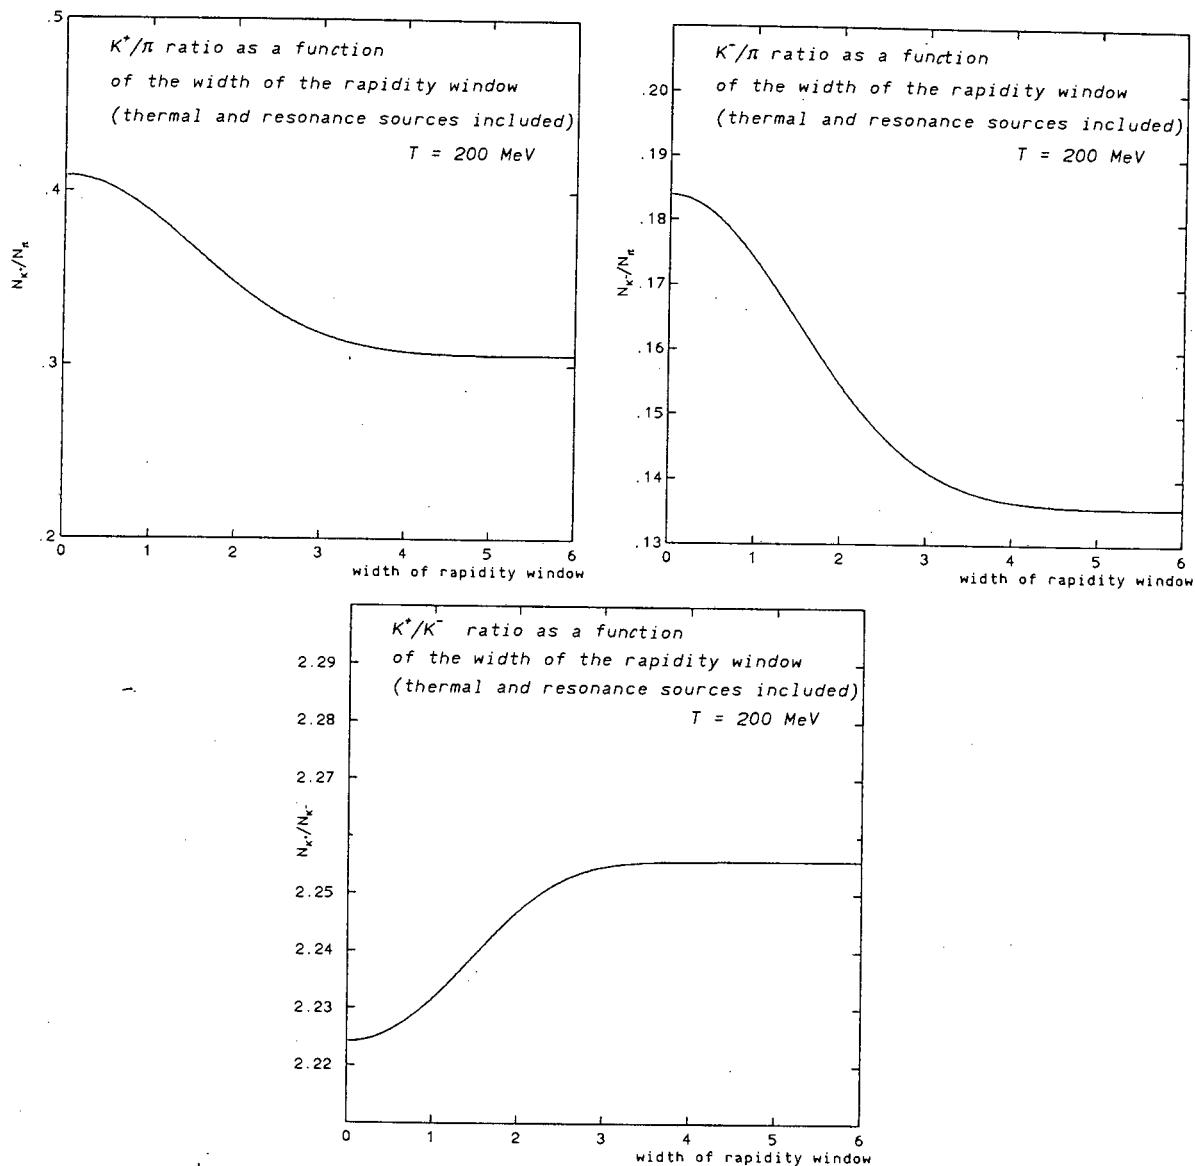 K⁺/π ratio as a function
of the width of the rapidity window
(thermal and resonance sources included)
T = 200 MeV
.5
.4
.3
.2
N_K⁺/N_π
0 1 2 3 4 5 6
width of rapidity window
K⁻/π ratio as a function
of the width of the rapidity window
(thermal and resonance sources included)
T = 200 MeV
.20
.19
.18
.17
.16
.15
.14
.13
N_K⁻/N_π
0 1 2 3 4 5 6
width of rapidity window
K⁺/K⁻ ratio as a function
of the width of the rapidity window
(thermal and resonance sources included)
T = 200 MeV
2.29
2.28
2.27
2.25
2.24
2.23
2.22
N_K⁺/N_K⁻
0 1 2 3 4 5 6
width of rapidity window